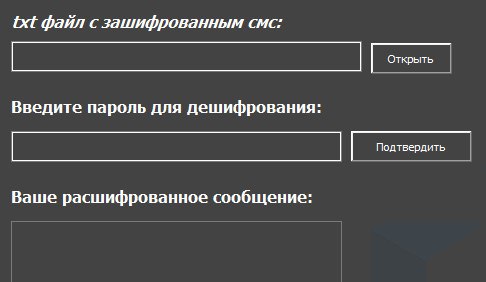 txt файл с зашифрованным смс:
Открыть
Введите пароль для дешифрования:
Подтвердить
Ваше расшифрованное сообщение: